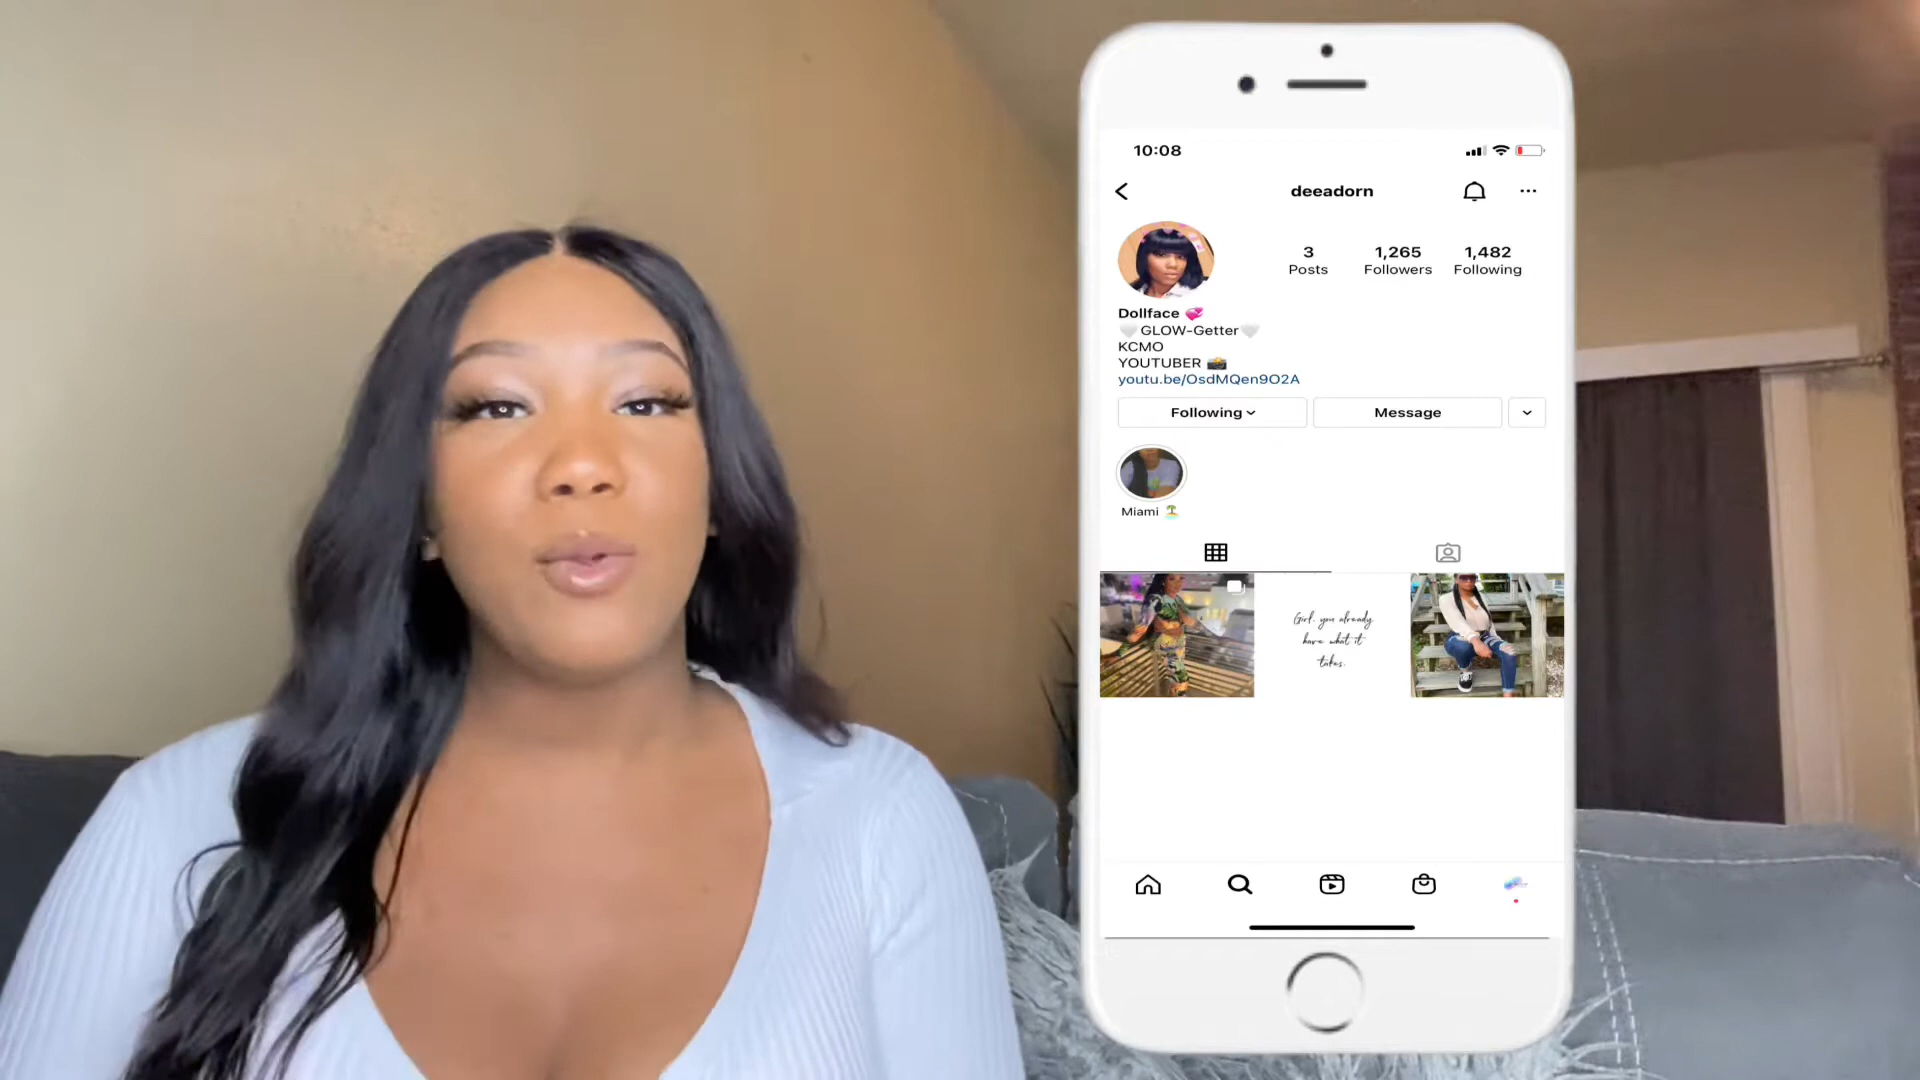 10:08
deeadorn
3 1,265 1,482
Posts Followers Following
Dollface 💞
🤍GLOW-Getter🤍
KCMO
YOUTUBER 📸
youtu.be/OsdMQen9O2A
Following Message
Miami 🏝️
Girl, you already
have what it
takes.